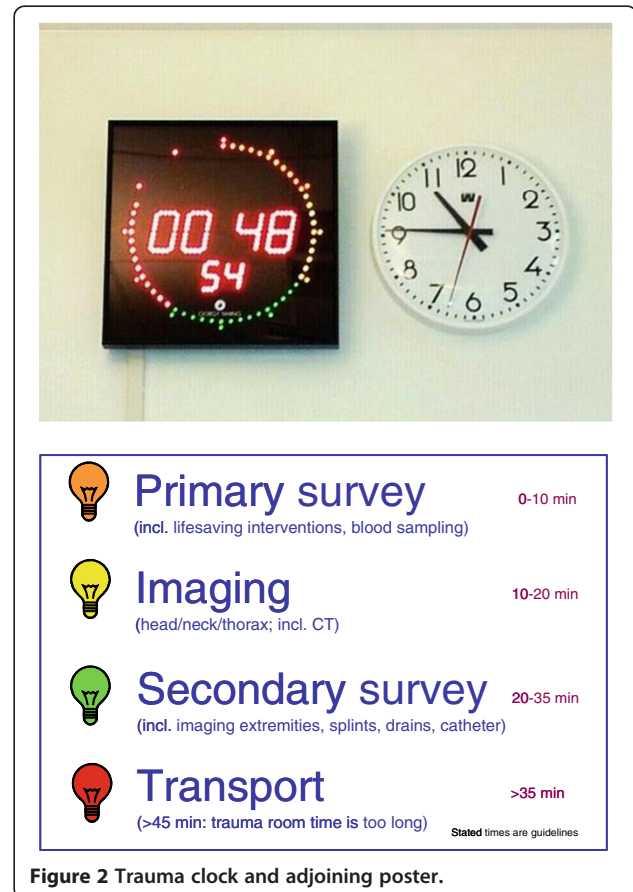 00 48
54
GORGY TIMING
12
11 1
W
10 2
9 3
8 4
7 5
6
Primary survey 0-10 min
(incl. lifesaving interventions, blood sampling)
Imaging 10-20 min
(head/neck/thorax; incl. CT)
Secondary survey 20-35 min
(incl. imaging extremities, splints, drains, catheter)
Transport >35 min
(>45 min: trauma room time is too long)
Stated times are guidelines
Figure 2 Trauma clock and adjoining poster.